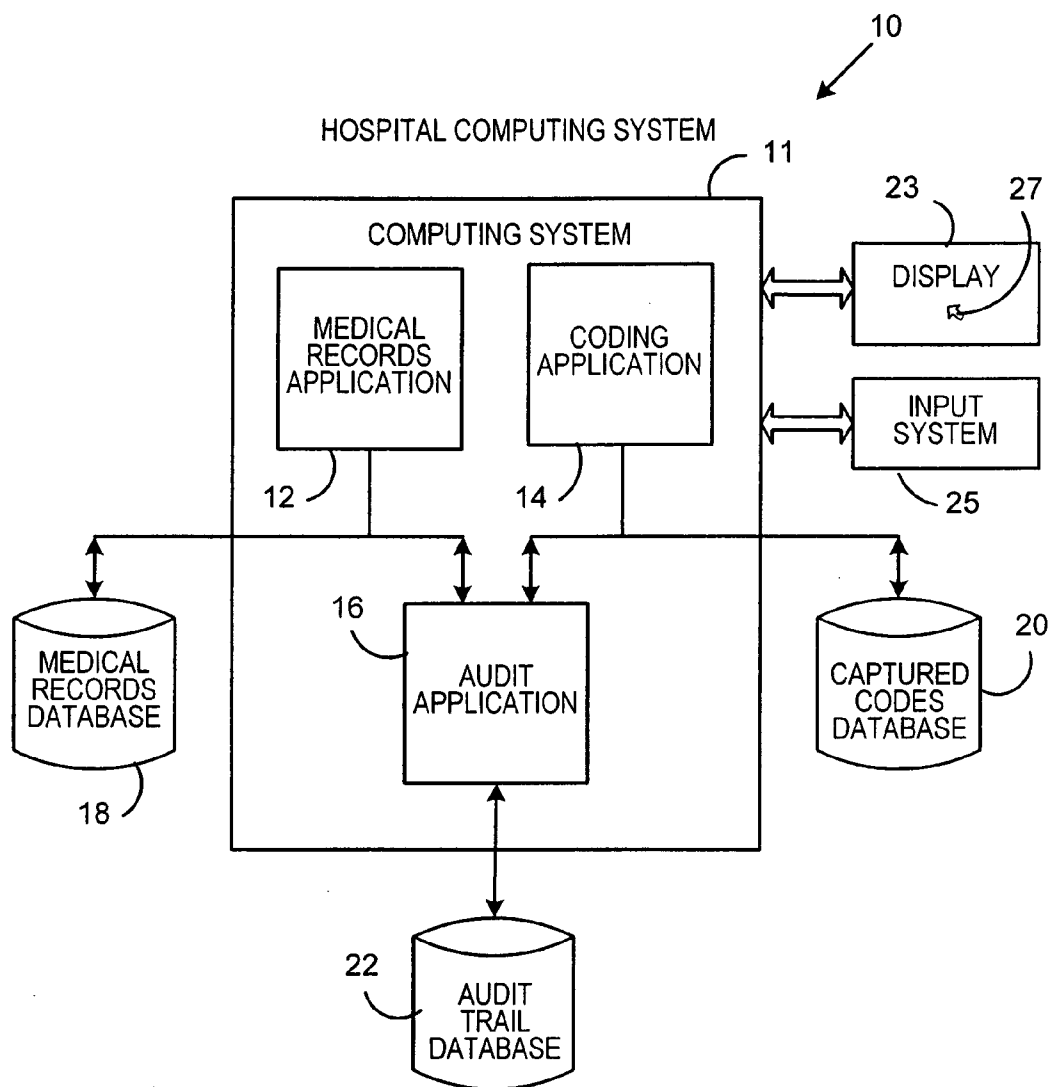 10
HOSPITAL COMPUTING SYSTEM
11
COMPUTING SYSTEM
23
27
DISPLAY
MEDICAL
RECORDS
APPLICATION
CODING
APPLICATION
INPUT
SYSTEM
12
14
25
16
20
MEDICAL
RECORDS
DATABASE
AUDIT
APPLICATION
CAPTURED
CODES
DATABASE
18
22
AUDIT
TRAIL
DATABASE